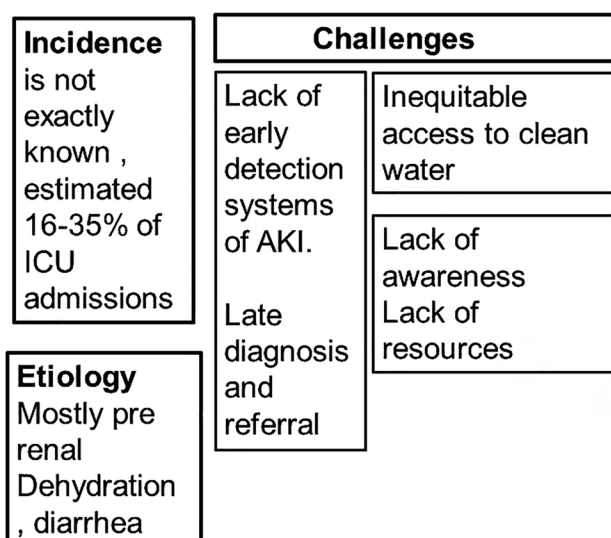 Incidence
is not
exactly
known ,
estimated
16-35% of
ICU
admissions
Etiology
Mostly pre
renal
Dehydration
, diarrhea
Challenges
Lack of
early
detection
systems
of AKI.
Late
diagnosis
and
referral
Inequitable
access to clean
water
Lack of
awareness
Lack of
resources